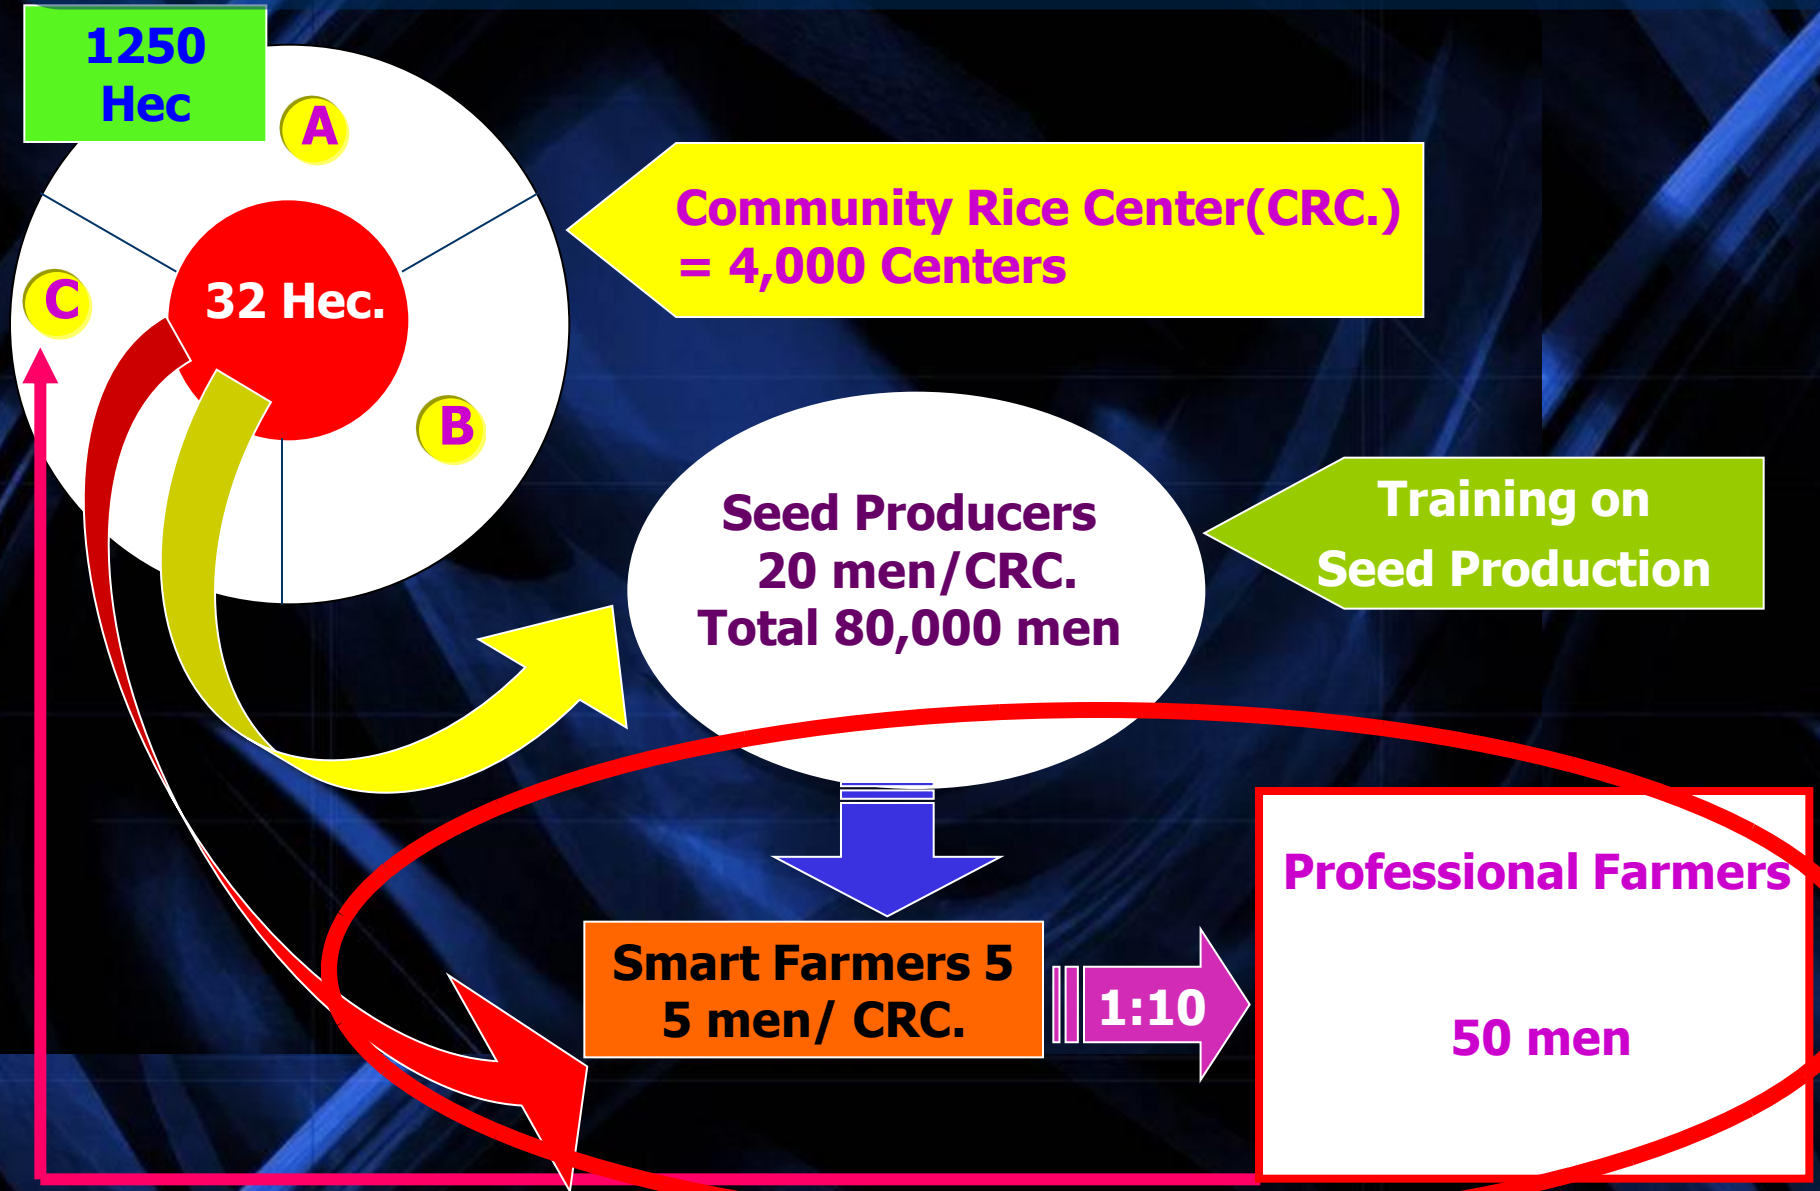 1250
Hec
A
Community Rice Center(CRC.)
= 4,000 Centers
C
32 Hec.
B
Seed Producers
20 men/CRC.
Total 80,000 men
Training on
Seed Production
Professional Farmers
Smart Farmers 5
5 men/ CRC.
1:10
50 men